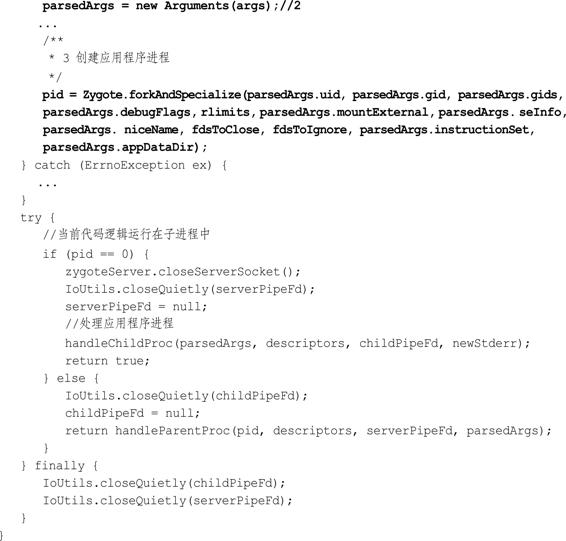 parsedArgs = new Arguments(args);//2
...
/**
* 3 创建应用程序进程
*/
pid = Zygote.forkAndSpecialize(parsedArgs.uid, parsedArgs.gid, parsedArgs.gids,
parsedArgs.debugFlags, rlimits, parsedArgs.mountExternal, parsedArgs. seInfo,
parsedArgs. niceName, fdsToClose, fdsToIgnore, parsedArgs.instructionSet,
parsedArgs.appDataDir);
} catch (ErrnoException ex) {
...
}
try {
//当前代码逻辑运行在子进程中
if (pid == 0) {
zygoteServer.closeServerSocket();
IoUtils.closeQuietly(serverPipeFd);
serverPipeFd = null;
//处理应用程序进程
handleChildProc(parsedArgs, descriptors, childPipeFd, newStderr);
return true;
} else {
IoUtils.closeQuietly(childPipeFd);
childPipeFd = null;
return handleParentProc(pid, descriptors, serverPipeFd, parsedArgs);
}
} finally {
IoUtils.closeQuietly(childPipeFd);
IoUtils.closeQuietly(serverPipeFd);
}
}